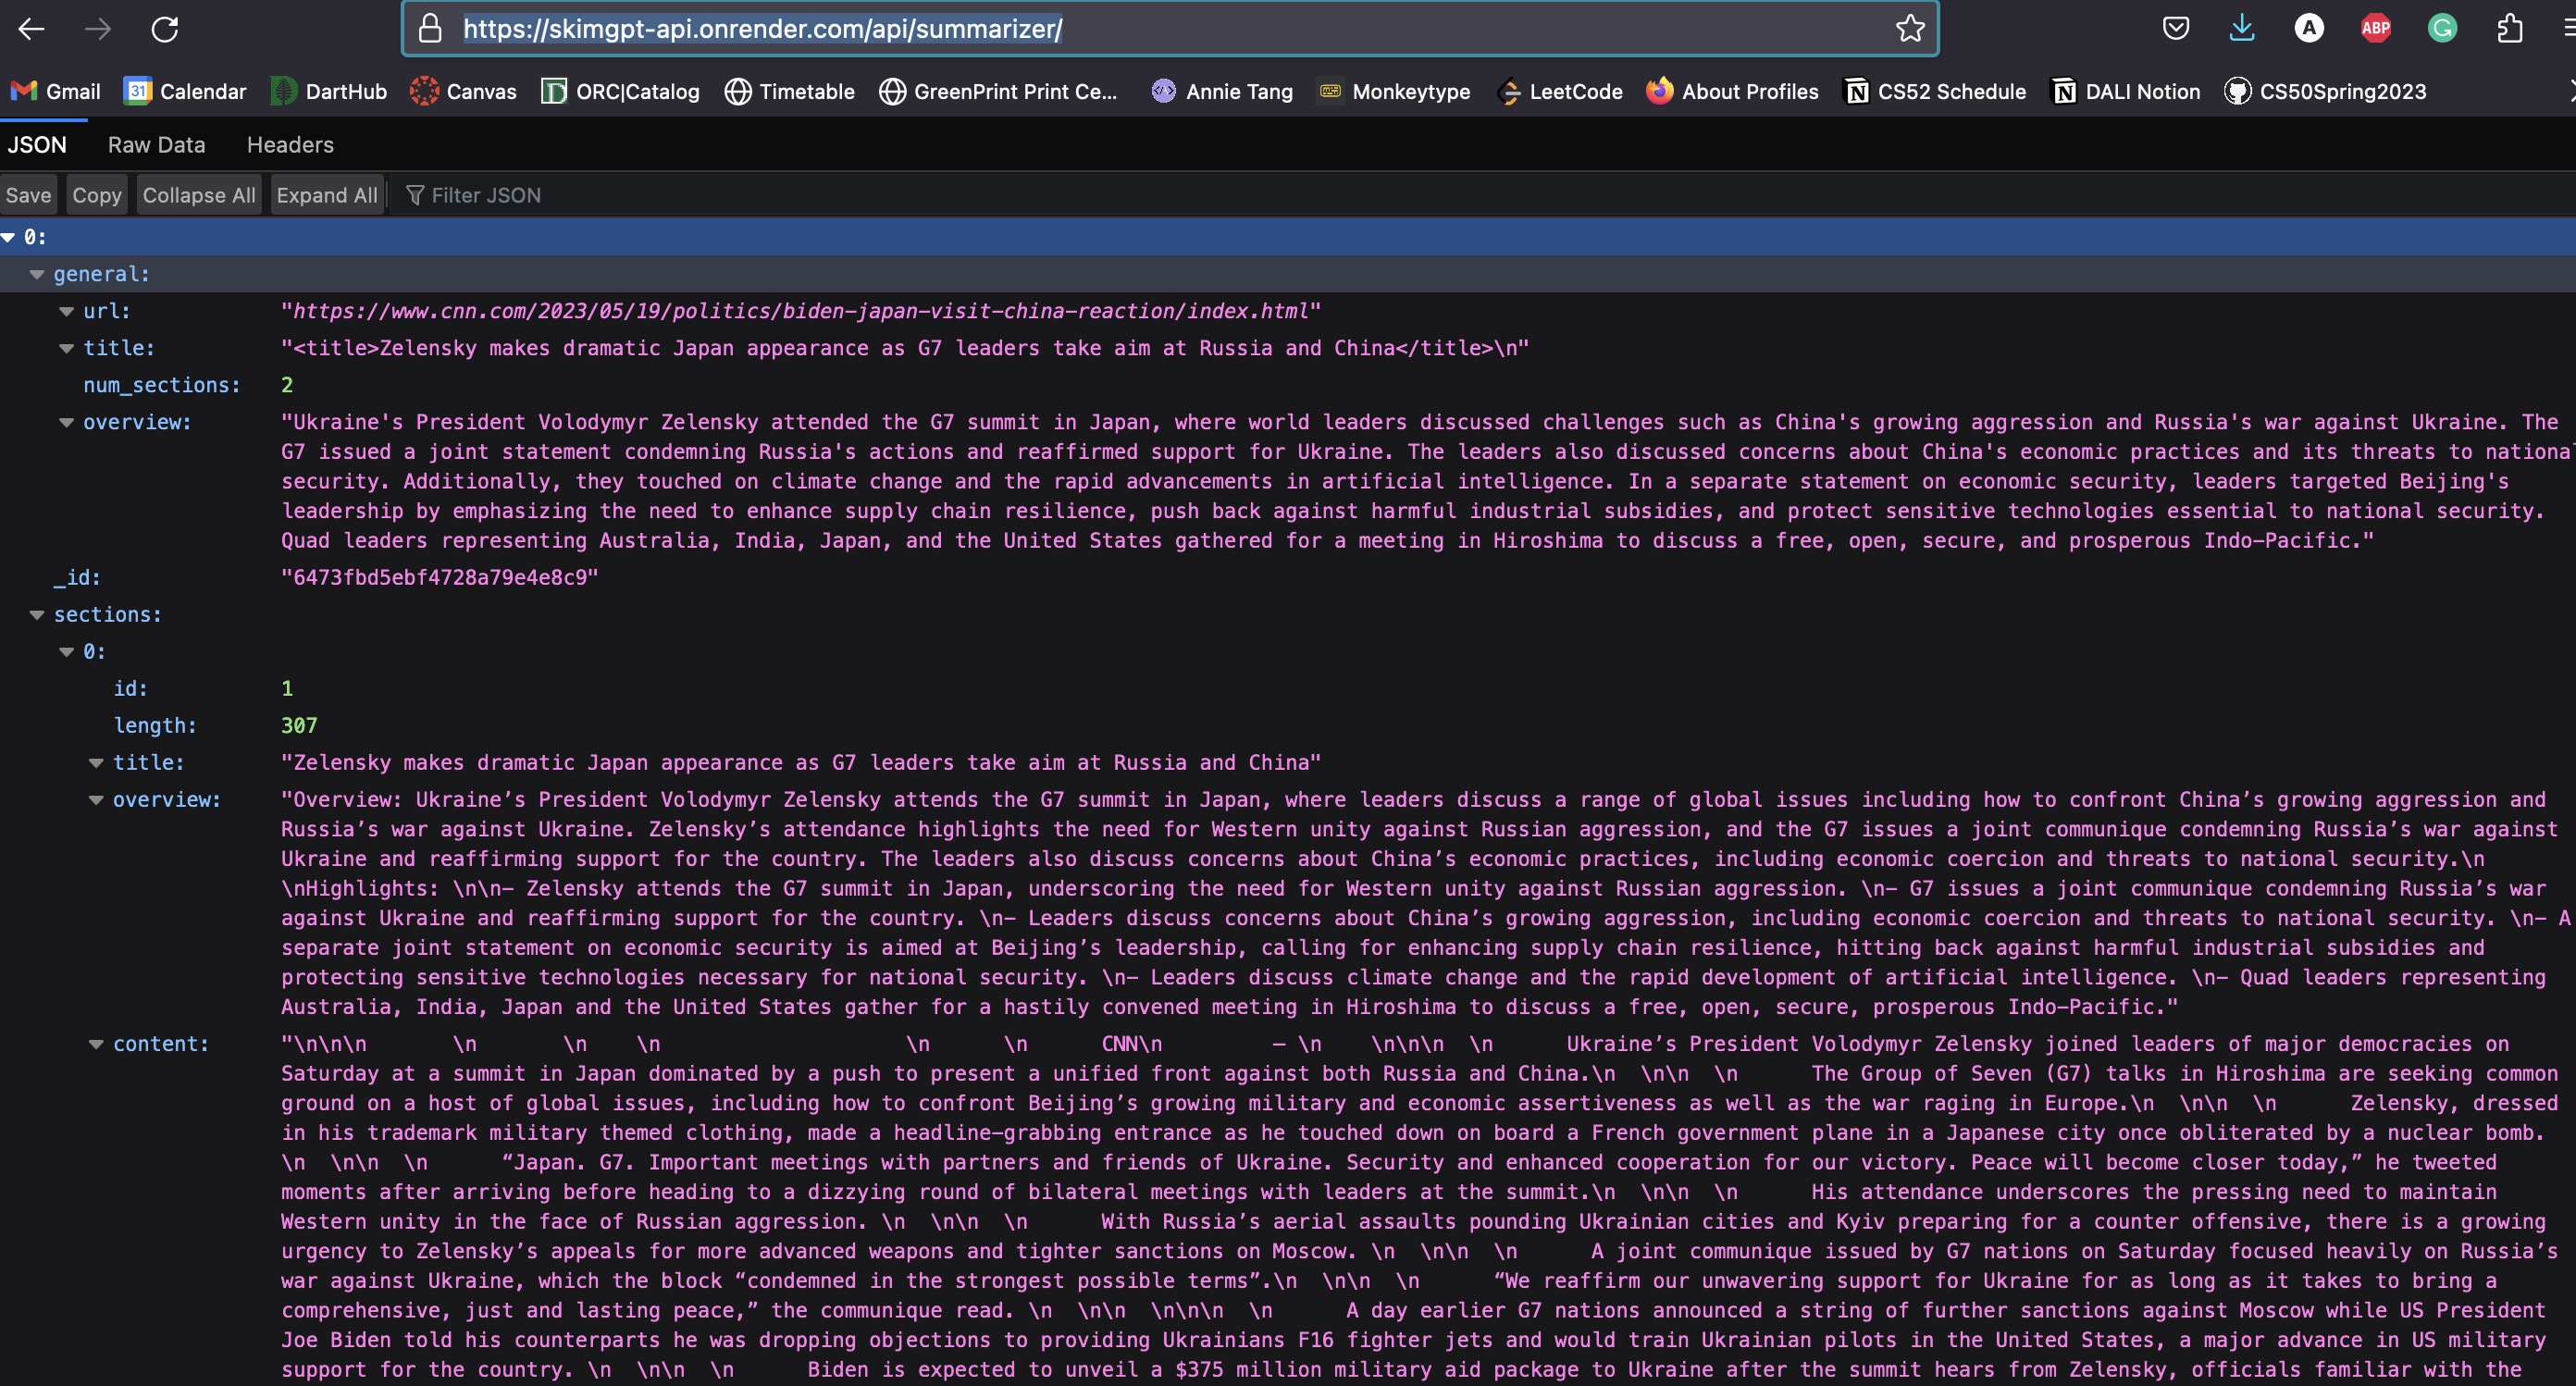 https://skimgpt-api.onrender.com/api/summarizer/
A
ABP
G
Gmail
31 Calendar
DartHub
Canvas
D ORC|Catalog
Timetable
GreenPrint Print Ce...
Annie Tang
Monkeytype
LeetCode
About Profiles
N CS52 Schedule
N DALI Notion
CS50Spring2023
JSON Raw Data Headers
Save Copy Collapse All Expand All Filter JSON
0:
general:
url: "https://www.cnn.com/2023/05/19/politics/biden-japan-visit-china-reaction/index.html"
title: "<title>Zelensky makes dramatic Japan appearance as G7 leaders take aim at Russia and China</title>\n"
num_sections: 2
overview: "Ukraine's President Volodymyr Zelensky attended the G7 summit in Japan, where world leaders discussed challenges such as China's growing aggression and Russia's war against Ukraine. The
G7 issued a joint statement condemning Russia's actions and reaffirmed support for Ukraine. The leaders also discussed concerns about China's economic practices and its threats to national
security. Additionally, they touched on climate change and the rapid advancements in artificial intelligence. In a separate statement on economic security, leaders targeted Beijing's
leadership by emphasizing the need to enhance supply chain resilience, push back against harmful industrial subsidies, and protect sensitive technologies essential to national security.
Quad leaders representing Australia, India, Japan, and the United States gathered for a meeting in Hiroshima to discuss a free, open, secure, and prosperous Indo-Pacific."
_id: "6473fbd5ebf4728a79e4e8c9"
sections:
0:
id: 1
length: 307
title: "Zelensky makes dramatic Japan appearance as G7 leaders take aim at Russia and China"
overview: "Overview: Ukraine’s President Volodymyr Zelensky attends the G7 summit in Japan, where leaders discuss a range of global issues including how to confront China’s growing aggression and
Russia’s war against Ukraine. Zelensky’s attendance highlights the need for Western unity against Russian aggression, and the G7 issues a joint communique condemning Russia’s war against
Ukraine and reaffirming support for the country. The leaders also discuss concerns about China’s economic practices, including economic coercion and threats to national security.\n
\nHighlights: \n\n– Zelensky attends the G7 summit in Japan, underscoring the need for Western unity against Russian aggression. \n– G7 issues a joint communique condemning Russia’s war
against Ukraine and reaffirming support for the country. \n– Leaders discuss concerns about China’s growing aggression, including economic coercion and threats to national security. \n– A
separate joint statement on economic security is aimed at Beijing’s leadership, calling for enhancing supply chain resilience, hitting back against harmful industrial subsidies and
protecting sensitive technologies necessary for national security. \n– Leaders discuss climate change and the rapid development of artificial intelligence. \n– Quad leaders representing
Australia, India, Japan and the United States gather for a hastily convened meeting in Hiroshima to discuss a free, open, secure, prosperous Indo-Pacific."
content: "\n\n\n \n \n \n \n \n CNN\n — \n \n\n\n \n Ukraine’s President Volodymyr Zelensky joined leaders of major democracies on
Saturday at a summit in Japan dominated by a push to present a unified front against both Russia and China.\n \n\n \n The Group of Seven (G7) talks in Hiroshima are seeking common
ground on a host of global issues, including how to confront Beijing’s growing military and economic assertiveness as well as the war raging in Europe.\n \n\n \n Zelensky, dressed
in his trademark military themed clothing, made a headline-grabbing entrance as he touched down on board a French government plane in a Japanese city once obliterated by a nuclear bomb.
\n \n\n \n “Japan. G7. Important meetings with partners and friends of Ukraine. Security and enhanced cooperation for our victory. Peace will become closer today,” he tweeted
moments after arriving before heading to a dizzying round of bilateral meetings with leaders at the summit.\n \n\n \n His attendance underscores the pressing need to maintain
Western unity in the face of Russian aggression. \n \n\n \n With Russia’s aerial assaults pounding Ukrainian cities and Kyiv preparing for a counter offensive, there is a growing
urgency to Zelensky’s appeals for more advanced weapons and tighter sanctions on Moscow. \n \n\n \n A joint communique issued by G7 nations on Saturday focused heavily on Russia’s
war against Ukraine, which the block “condemned in the strongest possible terms”.\n \n\n \n “We reaffirm our unwavering support for Ukraine for as long as it takes to bring a
comprehensive, just and lasting peace,” the communique read. \n \n\n \n\n\n \n A day earlier G7 nations announced a string of further sanctions against Moscow while US President
Joe Biden told his counterparts he was dropping objections to providing Ukrainians F16 fighter jets and would train Ukrainian pilots in the United States, a major advance in US military
support for the country. \n \n\n \n Biden is expected to unveil a $375 million military aid package to Ukraine after the summit hears from Zelensky, officials familiar with the